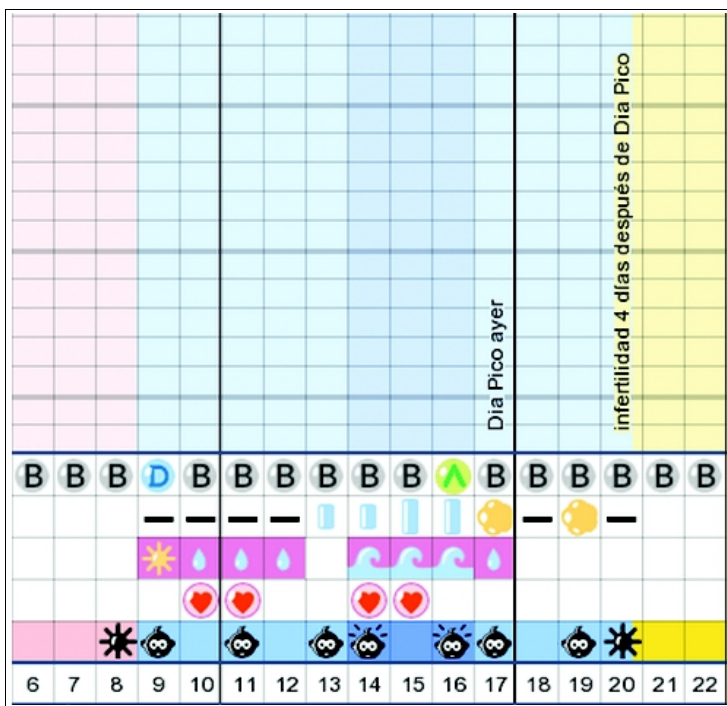 Dia Pico ayer
infertilidad 4 días después de Dia Pico
B B B D B B B B B B Λ B B B B B B
6 7 8 9 10 11 12 13 14 15 16 17 18 19 20 21 22